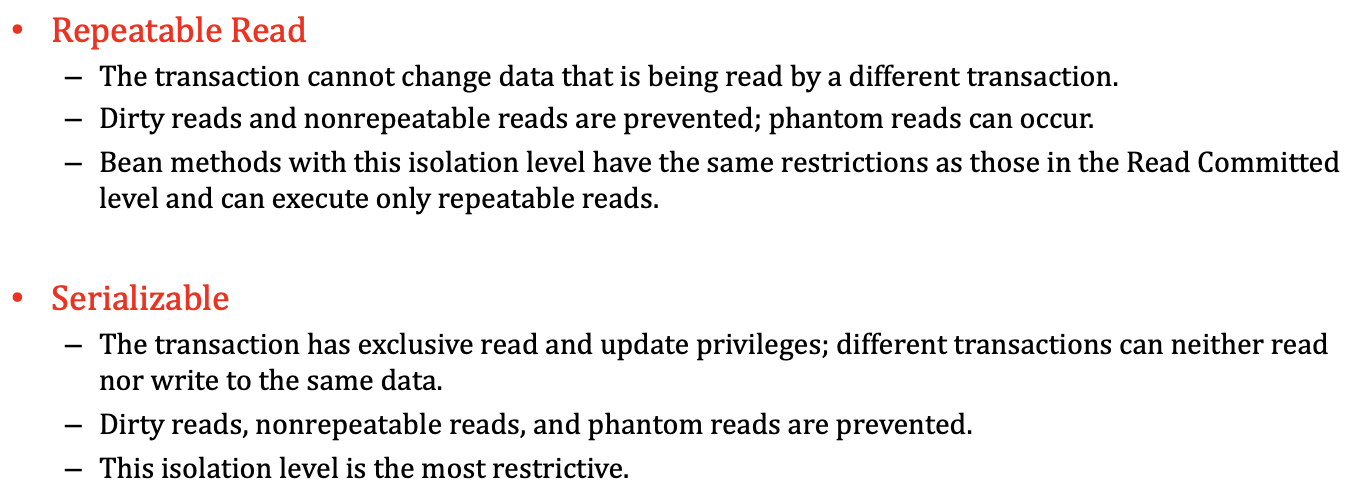 • Repeatable Read
– The transaction cannot change data that is being read by a different transaction.
– Dirty reads and nonrepeatable reads are prevented; phantom reads can occur.
– Bean methods with this isolation level have the same restrictions as those in the Read Committed
level and can execute only repeatable reads.
• Serializable
– The transaction has exclusive read and update privileges; different transactions can neither read
nor write to the same data.
– Dirty reads, nonrepeatable reads, and phantom reads are prevented.
– This isolation level is the most restrictive.